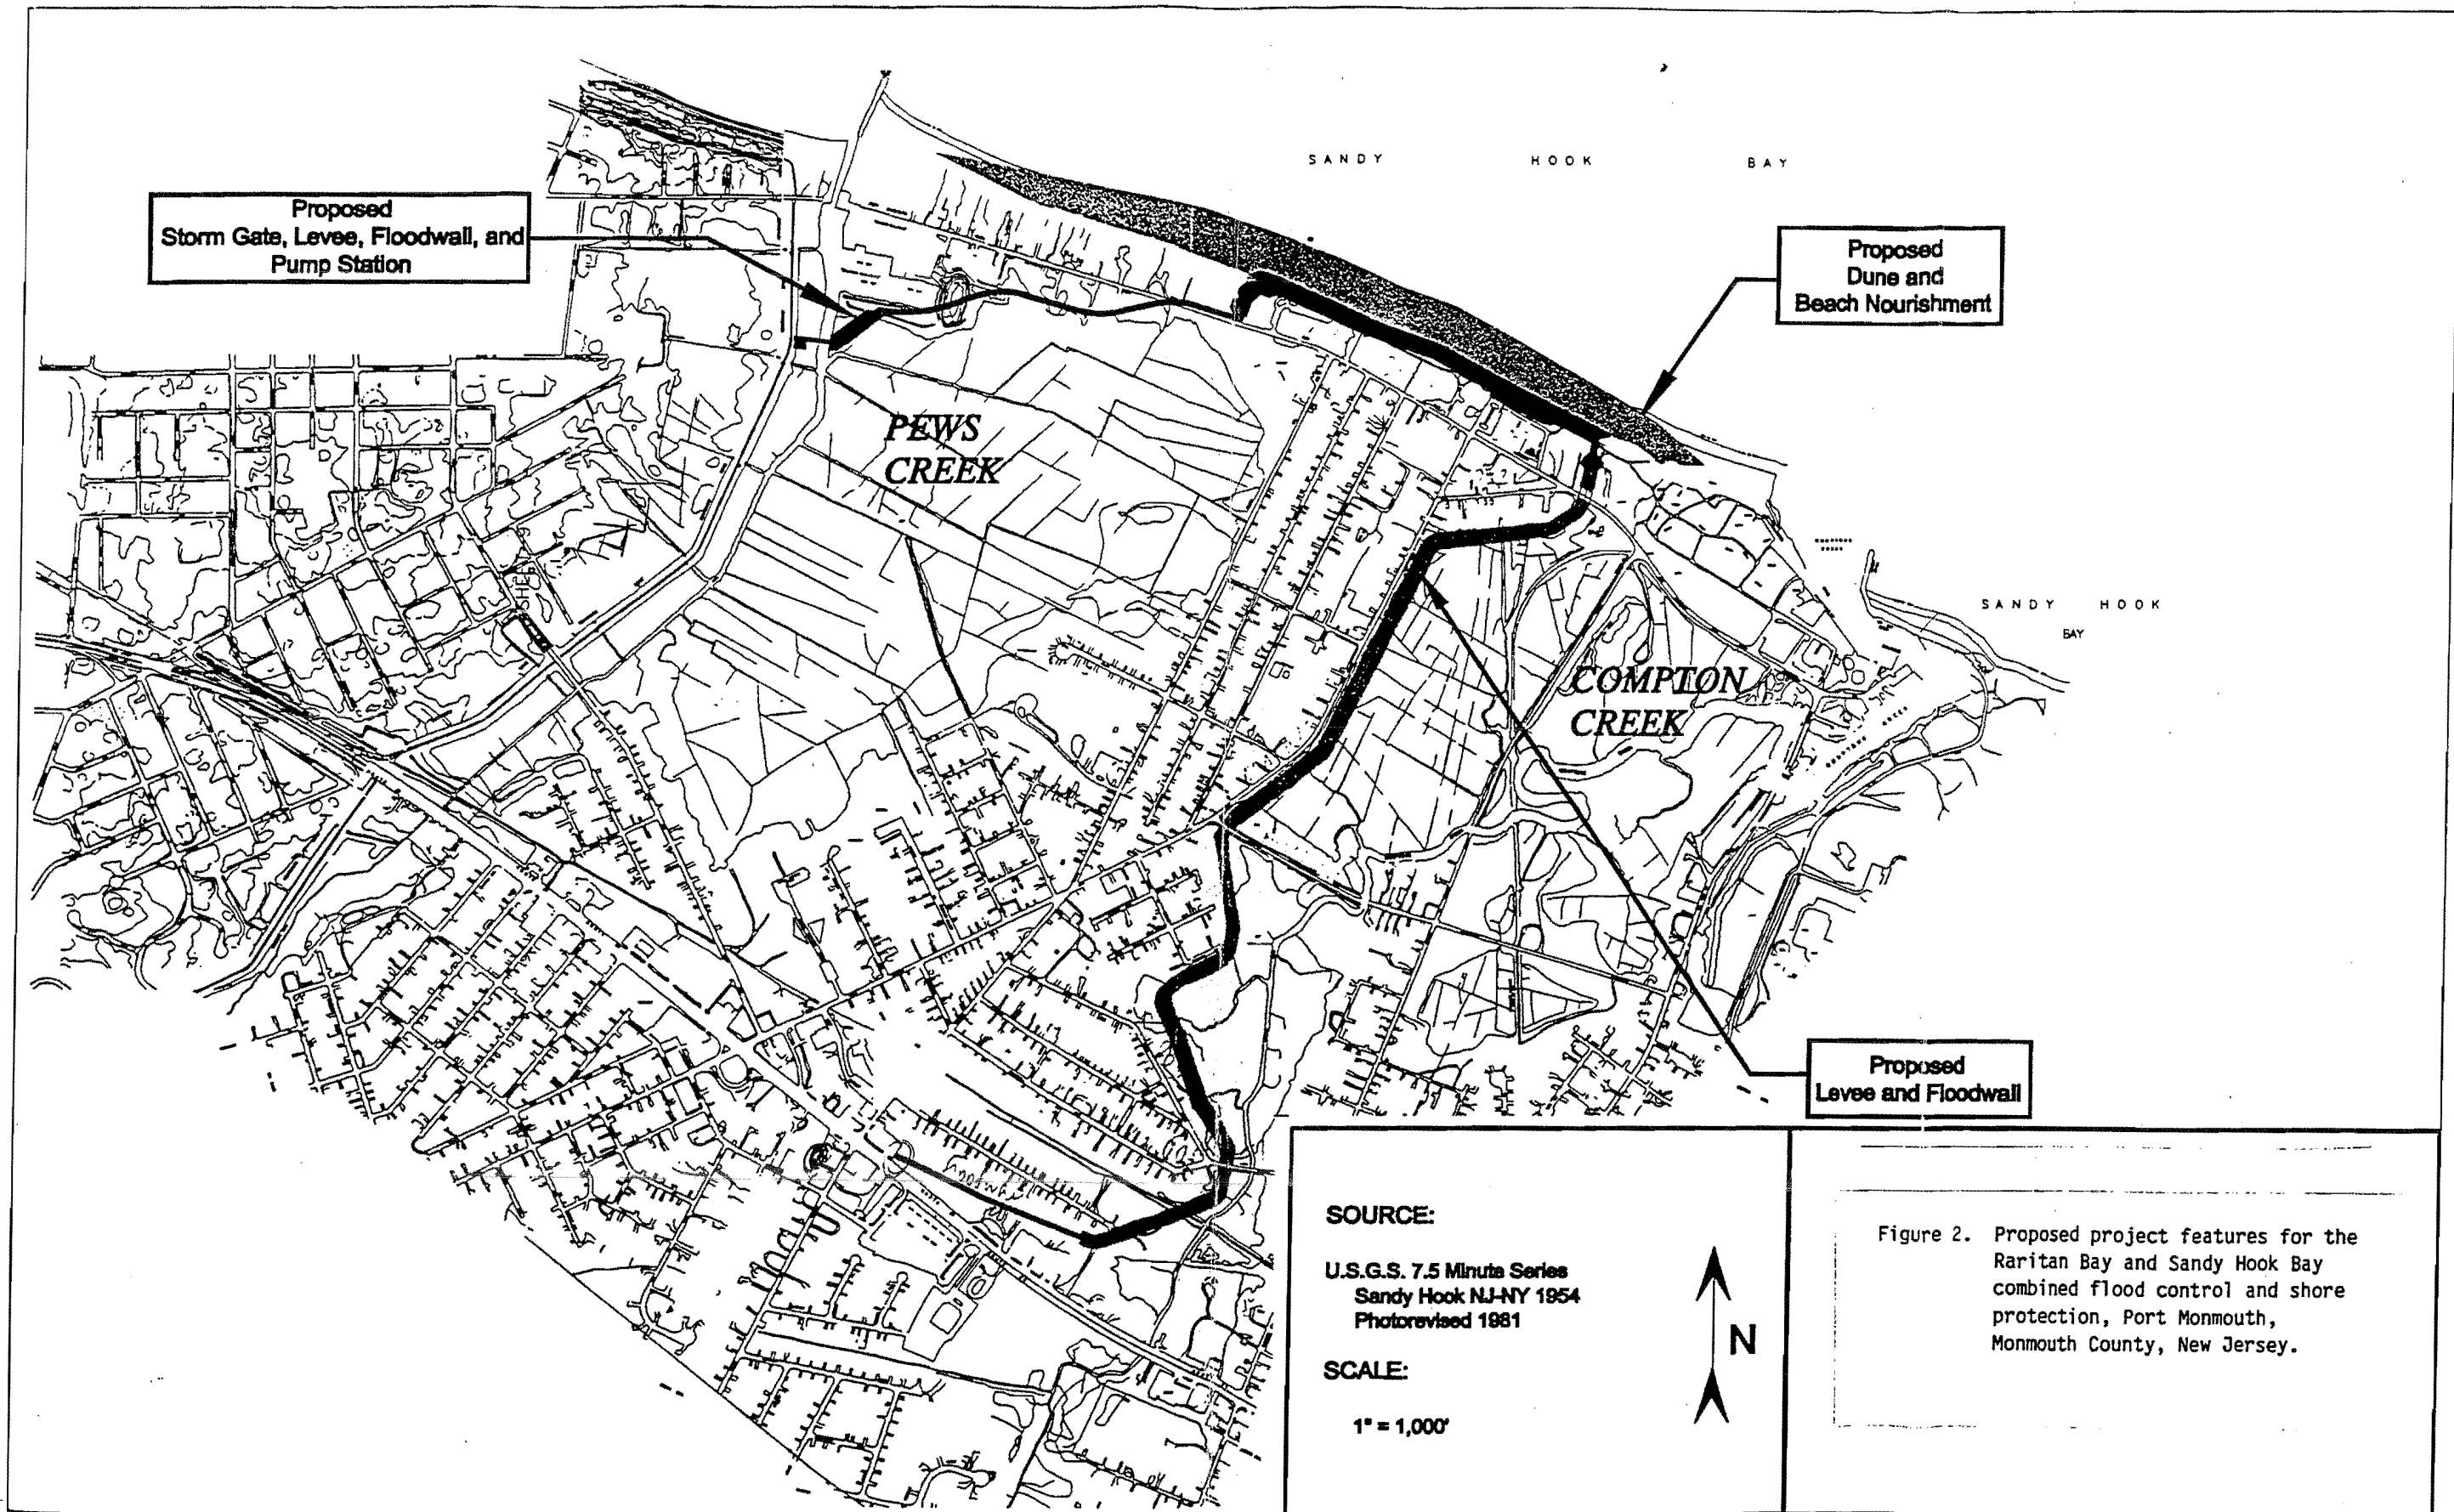 SANDY HOOK BAY
Proposed
Storm Gate, Levee, Floodwall, and
Pump Station
Proposed
Dune and
Beach Nourishment
PEWS
CREEK
SANDY HOOK
BAY
COMPTON
CREEK
Proposed
Levee and Floodwall
SOURCE:
U.S.G.S. 7.5 Minute Series
Sandy Hook NJ-NY 1954
Photorevised 1981
SCALE:
1" = 1,000'
N
Figure 2. Proposed project features for the
Raritan Bay and Sandy Hook Bay
combined flood control and shore
protection, Port Monmouth,
Monmouth County, New Jersey.